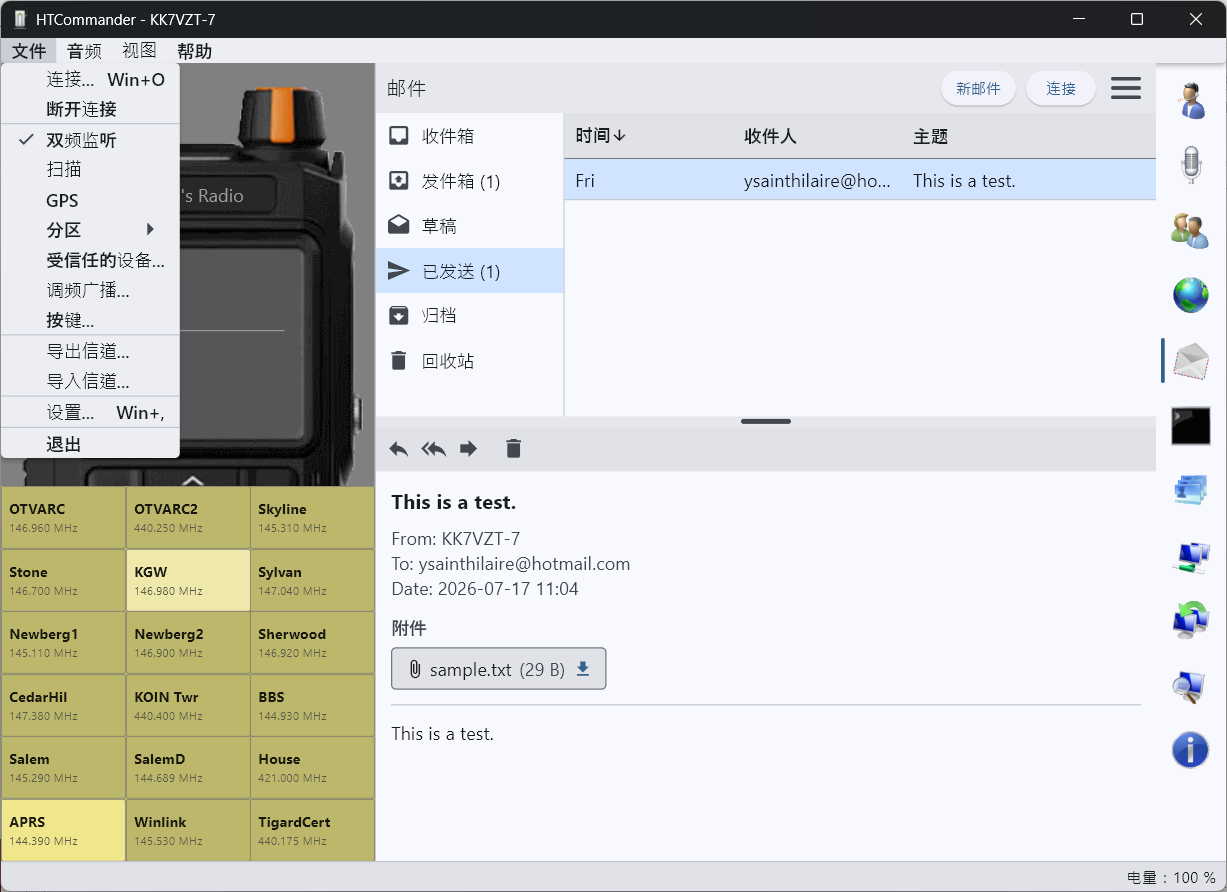 HTCommander - KK7VZT-7
文件 音频 视图 帮助
连接... Win+O
断开连接
双频监听
扫描
GPS
分区
受信任的设备...
调频广播...
按键...
导出信道...
导入信道...
设置... Win+,
退出
's Radio
OTVARC
146.960 MHz
OTVARC2
440.250 MHz
Skyline
145.310 MHz
Stone
146.700 MHz
KGW
146.980 MHz
Sylvan
147.040 MHz
Newberg1
145.110 MHz
Newberg2
146.900 MHz
Sherwood
146.920 MHz
CedarHil
147.380 MHz
KOIN Twr
440.400 MHz
BBS
144.930 MHz
Salem
145.290 MHz
SalemD
144.689 MHz
House
421.000 MHz
APRS
144.390 MHz
Winlink
145.530 MHz
TigardCert
440.175 MHz
邮件
新邮件 连接
收件箱
发件箱 (1)
草稿
已发送 (1)
归档
回收站
时间 收件人 主题
Fri ysainthilaire@ho... This is a test.
This is a test.
From: KK7VZT-7
To: ysainthilaire@hotmail.com
Date: 2026-07-17 11:04
附件
sample.txt (29 B)
This is a test.
电量：100 %